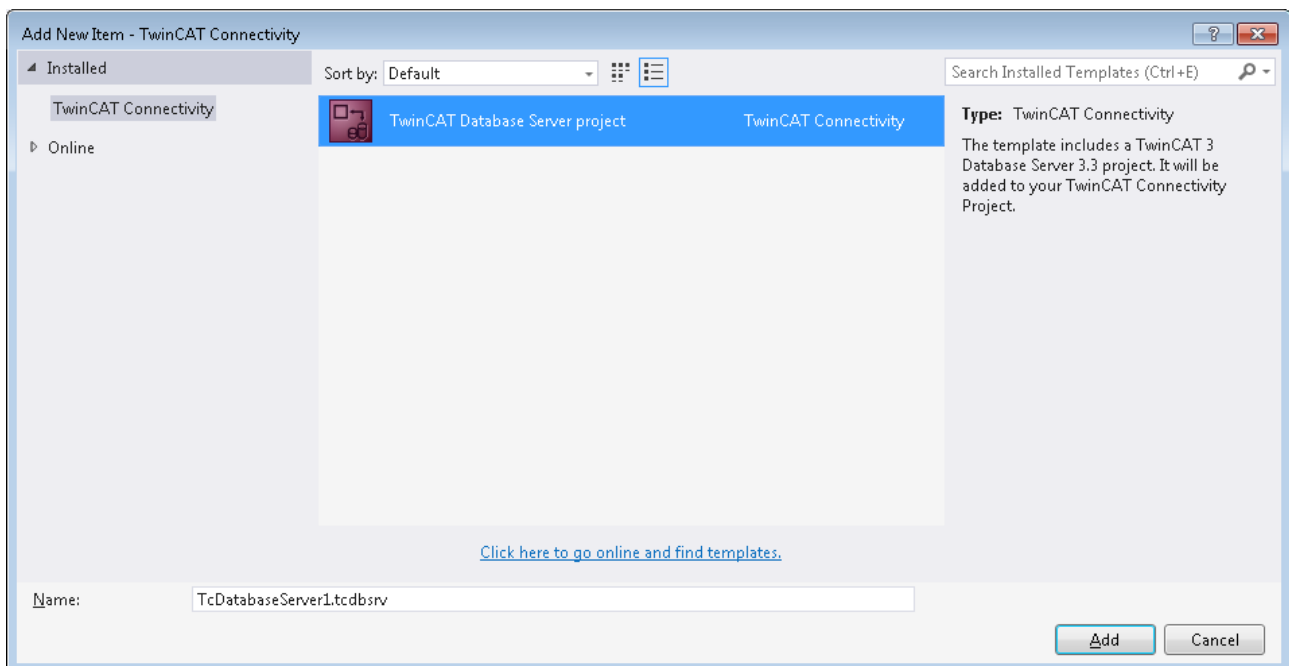 Add New Item - TwinCAT Connectivity
Installed
TwinCAT Connectivity
Online
Sort by: Default
TwinCAT Database Server project TwinCAT Connectivity
Click here to go online and find templates.
Search Installed Templates (Ctrl+E)
Type: TwinCAT Connectivity
The template includes a TwinCAT 3
Database Server 3.3 project. It will be
added to your TwinCAT Connectivity
Project.
Name: TcDatabaseServer1.tcdbsrv
Add Cancel